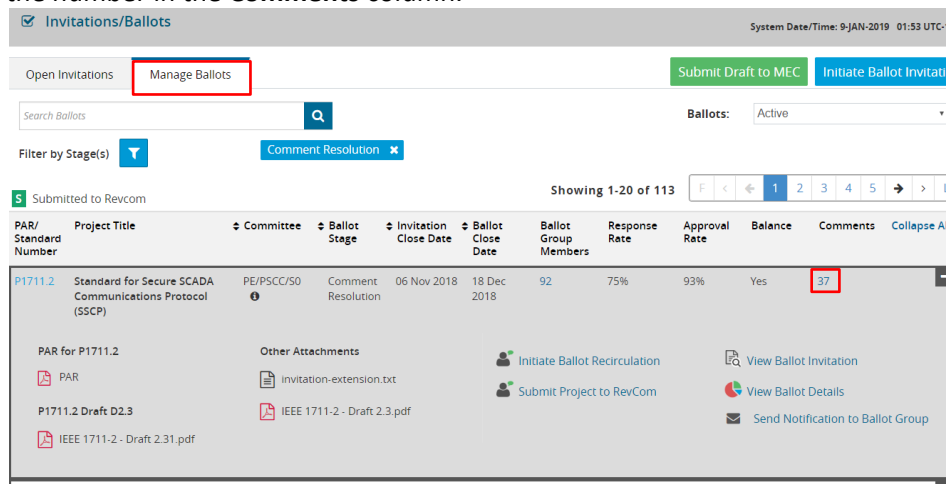 the number in the Comments column.
Invitations/Ballots
System Date/Time: 9-JAN-2019 01:53 UTC-
Open Invitations
Manage Ballots
Submit Draft to MEC
Initiate Ballot Invitati
Search Ballots
Ballots:
Active
Filter by Stage(s)
Comment Resolution ×
S Submitted to Revcom
Showing 1-20 of 113
F < ← 1 2 3 4 5 → >
PAR/ Standard Number
Project Title
Committee
Ballot Stage
Invitation Close Date
Ballot Close Date
Ballot Group Members
Response Rate
Approval Rate
Balance
Comments
Collapse A
P1711.2
Standard for Secure SCADA
Communications Protocol
(SSCP)
PE/PSCC/S0
Comment
Resolution
06 Nov 2018
18 Dec
2018
92
75%
93%
Yes
37
PAR for P1711.2
PAR
P1711.2 Draft D2.3
IEEE 1711-2 - Draft 2.31.pdf
Other Attachments
invitation-extension.txt
IEEE 1711-2 - Draft 2.3.pdf
Initiate Ballot Recirculation
Submit Project to RevCom
View Ballot Invitation
View Ballot Details
Send Notification to Ballot Group